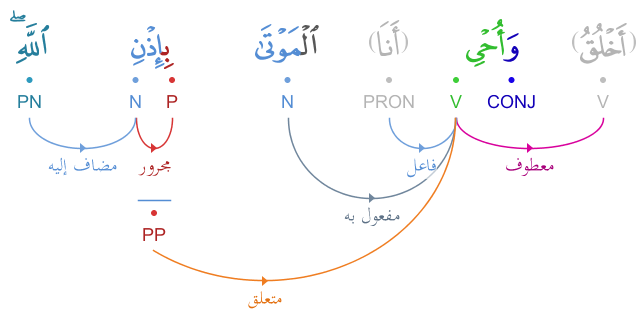 (أَخْلُقُ) وَأُحْيِ (أَنَا) ٱلْمَوْتَىٰ بِإِذْنِ ٱللَّهِ ۖ
V CONJ V PRON N P N PN
معطوف فاعل مجرور مضاف إليه
مفعول به
PP
متعلق